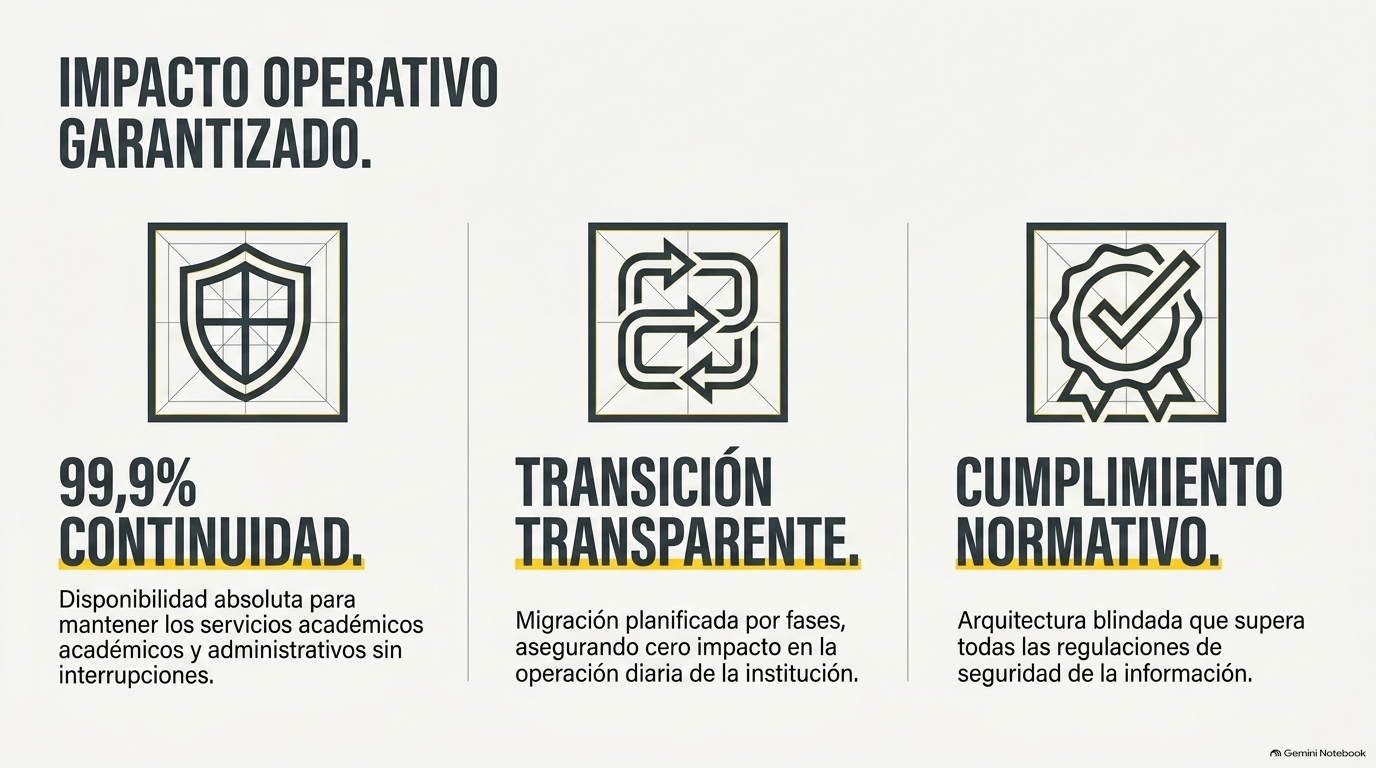 IMPACTO OPERATIVO
GARANTIZADO.
99,9%
CONTINUIDAD.
Disponibilidad absoluta para
mantener los servicios académicos
académicos y administrativos sin
interrupciones.
TRANSICIÓN
TRANSPARENTE.
Migración planificada por fases,
asegurando cero impacto en la
operación diaria de la institución.
CUMPLIMIENTO
NORMATIVO.
Arquitectura blindada que supera
todas las regulaciones de
seguridad de la información.
Gemini Notebook